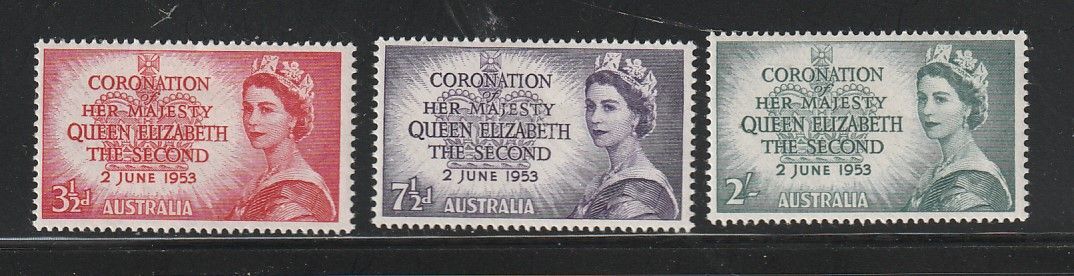 CORONATION
of
HER MAJESTY
QUEEN ELIZABETH
THE SECOND
2 JUNE 1953
3½d
AUSTRALIA
CORONATION
of
HER MAJESTY
QUEEN ELIZABETH
THE SECOND
2 JUNE 1953
7½d
AUSTRALIA
CORONATION
of
HER MAJESTY
QUEEN ELIZABETH
THE SECOND
2 JUNE 1953
2/-
AUSTRALIA